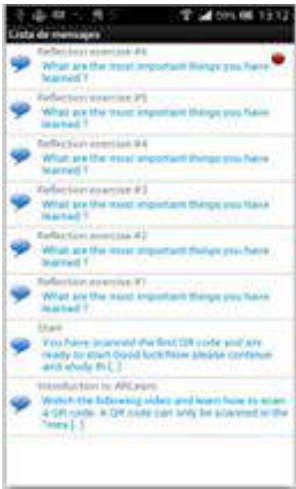 13:12
Lista de mensajes
Reflection exercise #6
What are the most important things you have
learned ?
Reflection exercise #5
What are the most important things you have
learned ?
Reflection exercise #4
What are the most important things you have
learned ?
Reflection exercise #3
What are the most important things you have
learned ?
Reflection exercise #2
What are the most important things you have
learned ?
Reflection exercise #1
What are the most important things you have
learned ?
Start
You have scanned the first QR code and are
ready to start Good luck!Now please continue
and study th [..]
Introduction to ARLearn
Watch the following video and learn how to scan
a QR code. A QR code can only be scanned in the
[..]